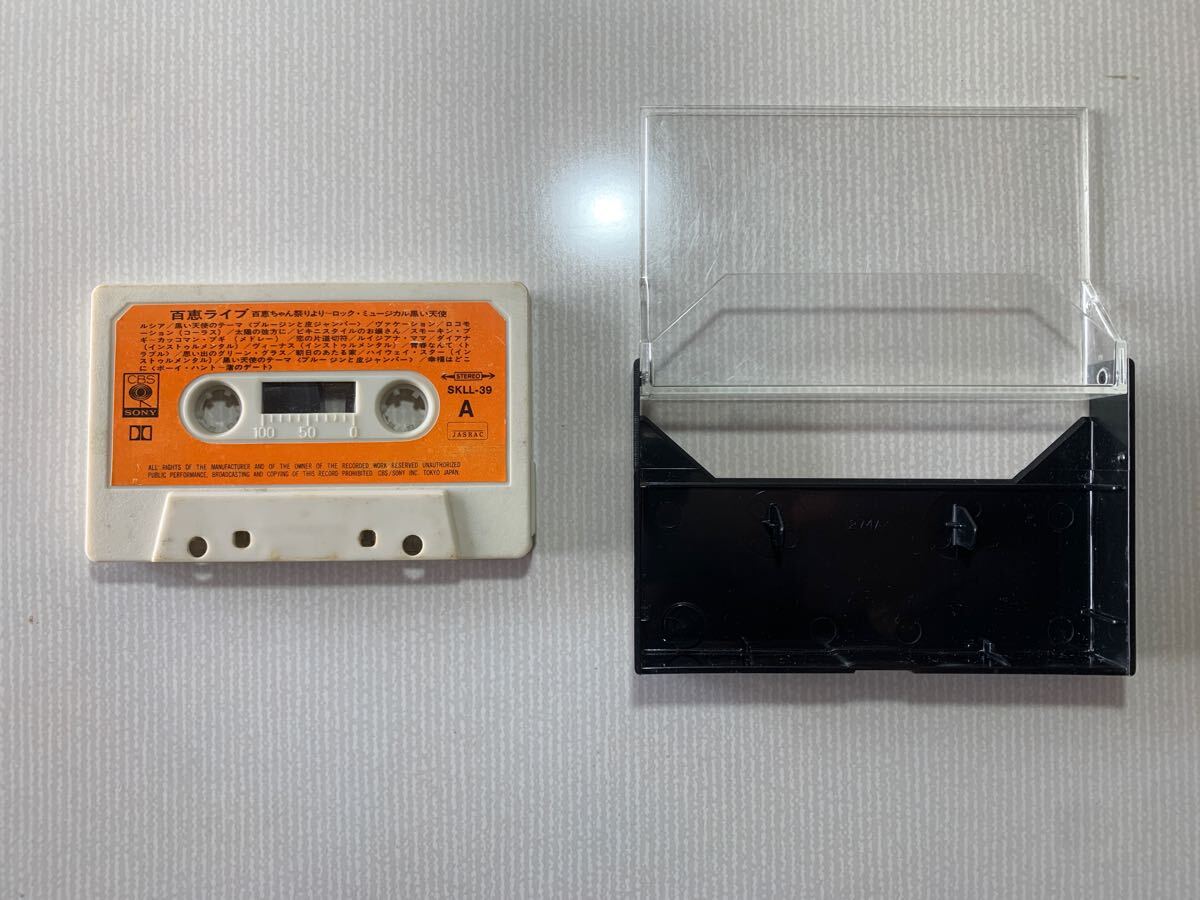 百恵ライブ 百恵ちゃん祭りより―ロック・ミュージカル黒い天使
ルシア/黒い天使のテーマ〈ブルージンと皮ジャンパー〉/ヴァケーション/ロコモ
ーション(コーラス)/太陽の彼方に/ビキニスタイルのお嬢さん/スモーキン・ブ
ギ―カッコマン・ブギ(メドレー)/恋の片道切符/ルイジアナ・ママ/ダイアナ
(インストゥルメンタル)/ヴィーナス(インストゥルメンタル)/青春なんて〈ト
ラブル〉/思い出のグリーン・グラス/朝日のあたる家/ハイウェイ・スター(イン
ストゥルメンタル)/黒い天使のテーマ〈ブルージンと皮ジャンパー〉/幸福はどこ
に〈ボーイ・ハント〜渚のデート〉
CBS
SONY
STEREO
SKLL-39
A
JASRAC
100 50 0
ALL RIGHTS OF THE MANUFACTURER AND OF THE OWNER OF THE RECORDED WORK RESERVED UNAUTHORIZED
PUBLIC PERFORMANCE, BROADCASTING AND COPYING OF THIS RECORD PROHIBITED CBS/SONY INC. TOKYO JAPAN.